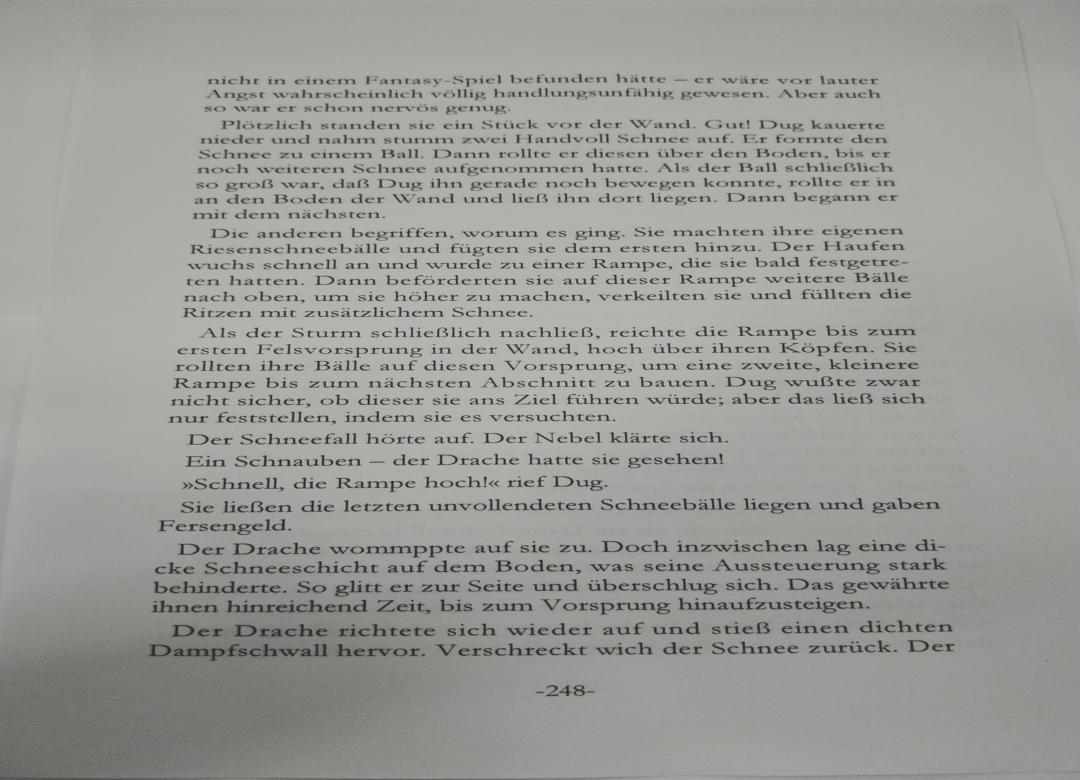 nicht in einem Fantasy-Spiel befunden hätte – er wäre vor lauter
Angst wahrscheinlich völlig handlungsunfähig gewesen. Aber auch
so war er schon nervös genug.
Plötzlich standen sie ein Stück vor der Wand. Gut! Dug kauerte
nieder und nahm stumm zwei Handvoll Schnee auf. Er formte den
Schnee zu einem Ball. Dann rollte er diesen über den Boden, bis er
noch weiteren Schnee aufgenommen hatte. Als der Ball schließlich
so groß war, daß Dug ihn gerade noch bewegen konnte, rollte er in
an den Boden der Wand und ließ ihn dort liegen. Dann begann er
mit dem nächsten.
Die anderen begriffen, worum es ging. Sie machten ihre eigenen
Riesenschneebälle und fügten sie dem ersten hinzu. Der Haufen
wuchs schnell an und wurde zu einer Rampe, die sie bald festgetre-
ten hatten. Dann beförderten sie auf dieser Rampe weitere Bälle
nach oben, um sie höher zu machen, verkeilten sie und füllten die
Ritzen mit zusätzlichem Schnee.
Als der Sturm schließlich nachließ, reichte die Rampe bis zum
ersten Felsvorsprung in der Wand, hoch über ihren Köpfen. Sie
rollten ihre Bälle auf diesen Vorsprung, um eine zweite, kleinere
Rampe bis zum nächsten Abschnitt zu bauen. Dug wußte zwar
nicht sicher, ob dieser sie ans Ziel führen würde; aber das ließ sich
nur feststellen, indem sie es versuchten.
Der Schneefall hörte auf. Der Nebel klärte sich.
Ein Schnauben – der Drache hatte sie gesehen!
»Schnell, die Rampe hoch!« rief Dug.
Sie ließen die letzten unvollendeten Schneebälle liegen und gaben
Fersengeld.
Der Drache wommppte auf sie zu. Doch inzwischen lag eine di-
cke Schneeschicht auf dem Boden, was seine Aussteuerung stark
behinderte. So glitt er zur Seite und überschlug sich. Das gewährte
ihnen hinreichend Zeit, bis zum Vorsprung hinaufzusteigen.
Der Drache richtete sich wieder auf und stieß einen dichten
Dampfschwall hervor. Verschreckt wich der Schnee zurück. Der
-248-